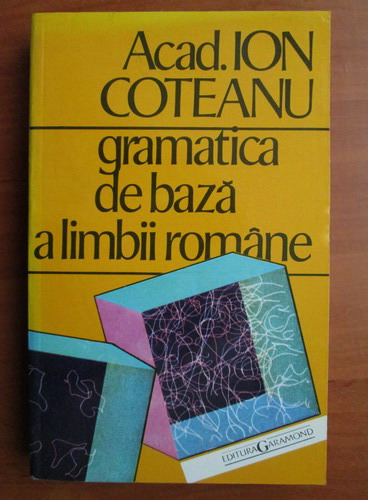 Acad. ION
COTEANU
gramatica
de bază
a limbii române
EDITURA GARAMOND